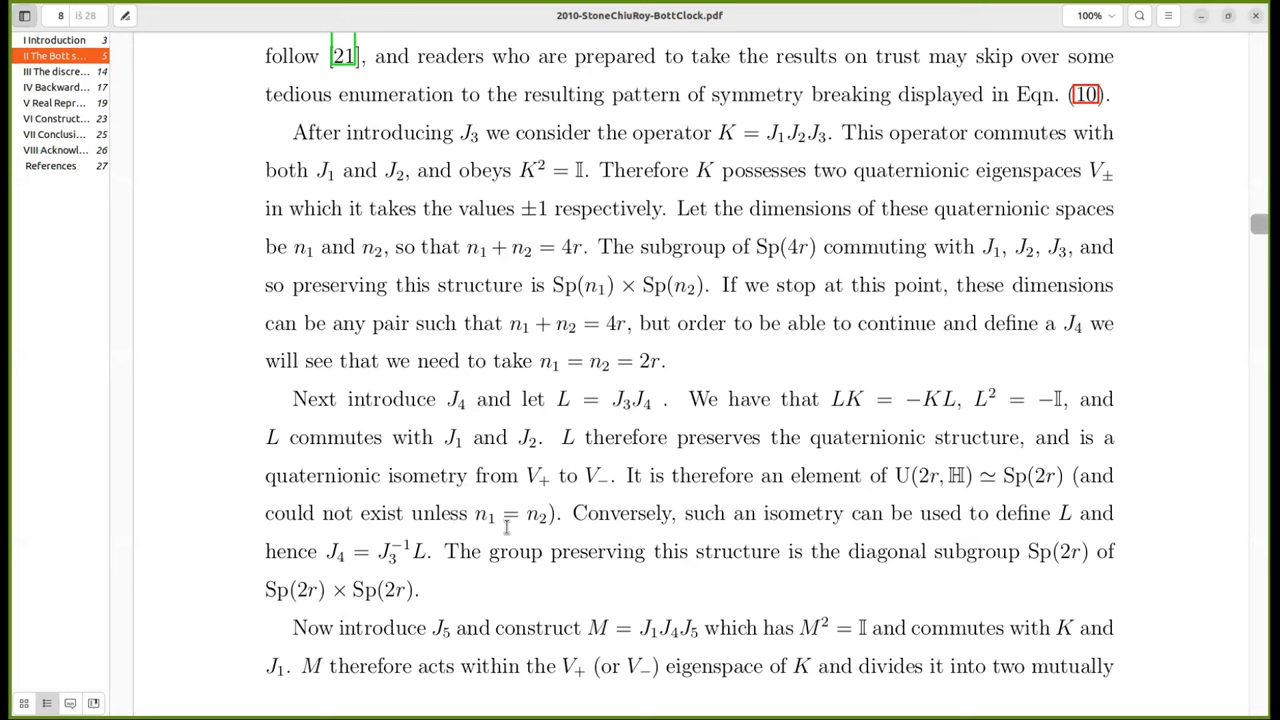 8 iš 28
2010-StoneChiuRoy-BottClock.pdf
100%
I Introduction 3
II The Bott s... 5
III The discre... 14
IV Backward... 17
V Real Repr... 19
VI Construct... 23
VII Conclusi... 25
VIII Acknowl... 26
References 27
follow [21], and readers who are prepared to take the results on trust may skip over some
tedious enumeration to the resulting pattern of symmetry breaking displayed in Eqn. (10).
After introducing J₃ we consider the operator K = J₁J₂J₃. This operator commutes with
both J₁ and J₂, and obeys K² = 𝕀. Therefore K possesses two quaternionic eigenspaces V±
in which it takes the values ±1 respectively. Let the dimensions of these quaternionic spaces
be n₁ and n₂, so that n₁ + n₂ = 4r. The subgroup of Sp(4r) commuting with J₁, J₂, J₃, and
so preserving this structure is Sp(n₁) × Sp(n₂). If we stop at this point, these dimensions
can be any pair such that n₁ + n₂ = 4r, but order to be able to continue and define a J₄ we
will see that we need to take n₁ = n₂ = 2r.
Next introduce J₄ and let L = J₃J₄ . We have that LK = −KL, L² = −𝕀, and
L commutes with J₁ and J₂. L therefore preserves the quaternionic structure, and is a
quaternionic isometry from V₊ to V₋. It is therefore an element of U(2r, ℍ) ≃ Sp(2r) (and
could not exist unless n₁ = n₂). Conversely, such an isometry can be used to define L and
hence J₄ = J₃⁻¹L. The group preserving this structure is the diagonal subgroup Sp(2r) of
Sp(2r) × Sp(2r).
Now introduce J₅ and construct M = J₁J₄J₅ which has M² = 𝕀 and commutes with K and
J₁. M therefore acts within the V₊ (or V₋) eigenspace of K and divides it into two mutually